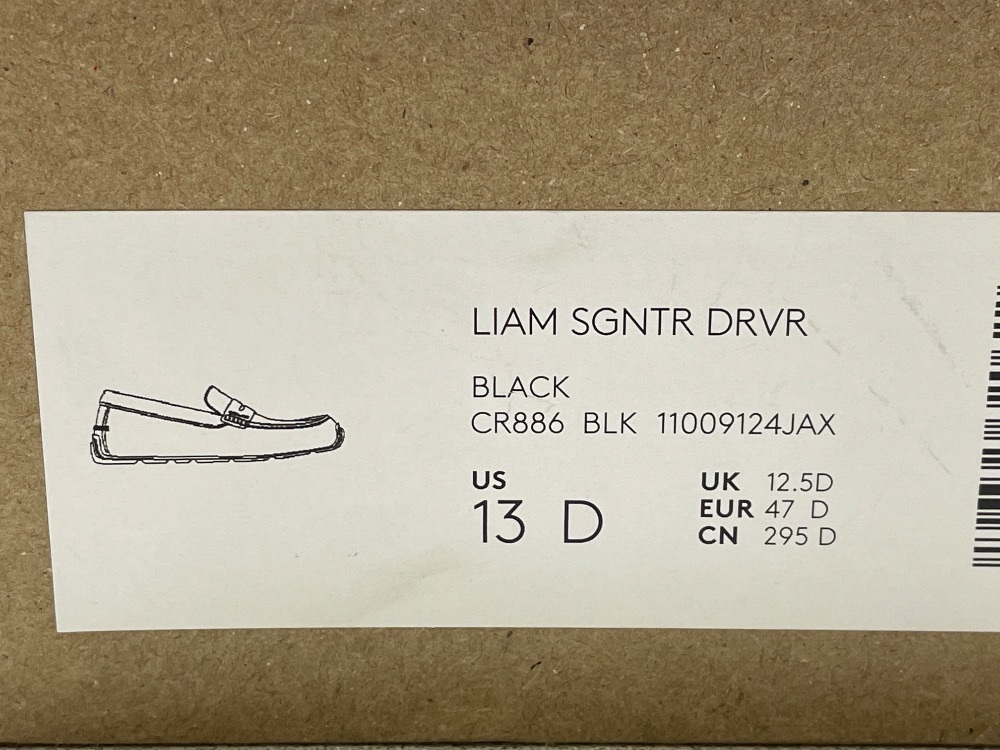 LIAM SGNTR DRVR
BLACK
CR886 BLK 11009124JAX
US
13 D
UK 12.5D
EUR 47 D
CN 295 D